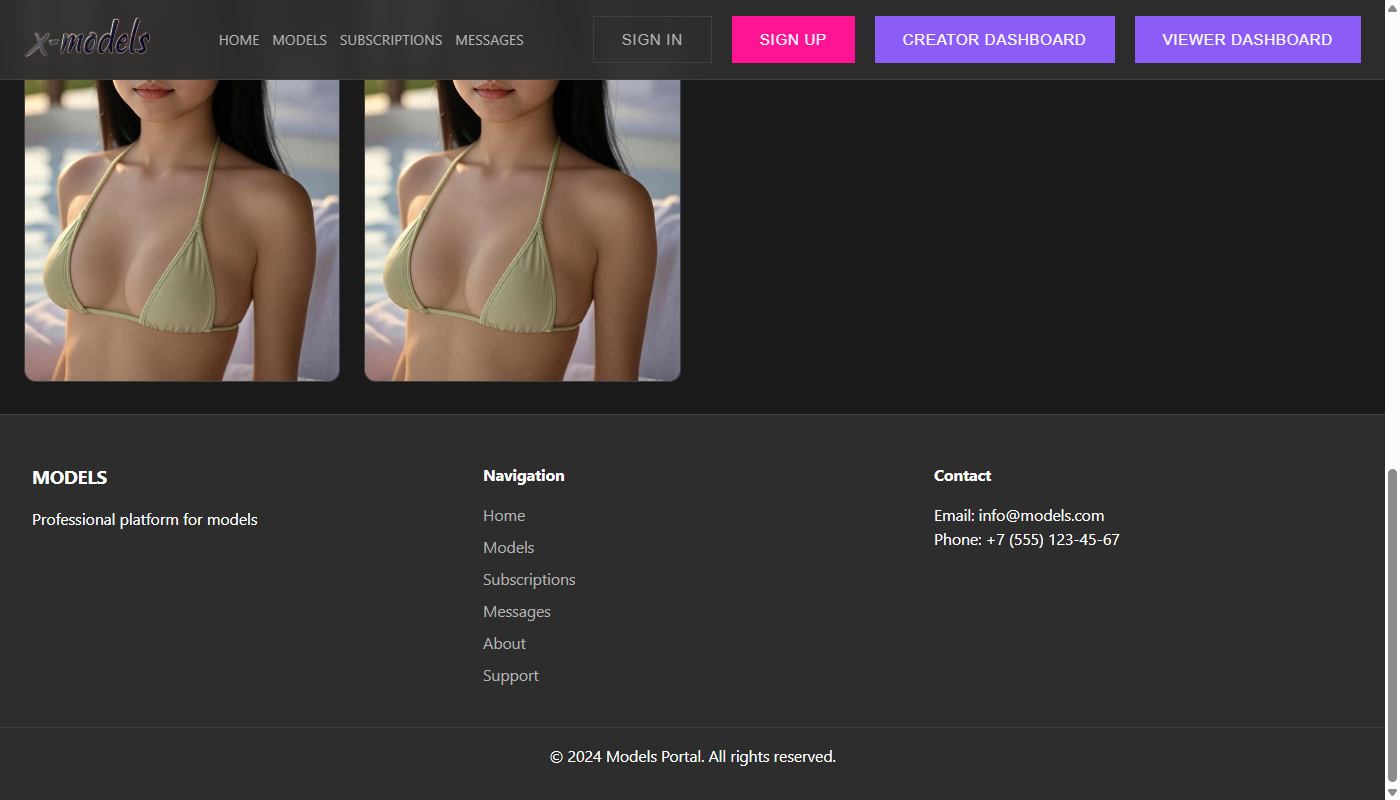 x-models
HOME MODELS SUBSCRIPTIONS MESSAGES SIGN IN SIGN UP CREATOR DASHBOARD VIEWER DASHBOARD
MODELS
Professional platform for models
Navigation
Home
Models
Subscriptions
Messages
About
Support
Contact
Email: info@models.com
Phone: +7 (555) 123-45-67
© 2024 Models Portal. All rights reserved.